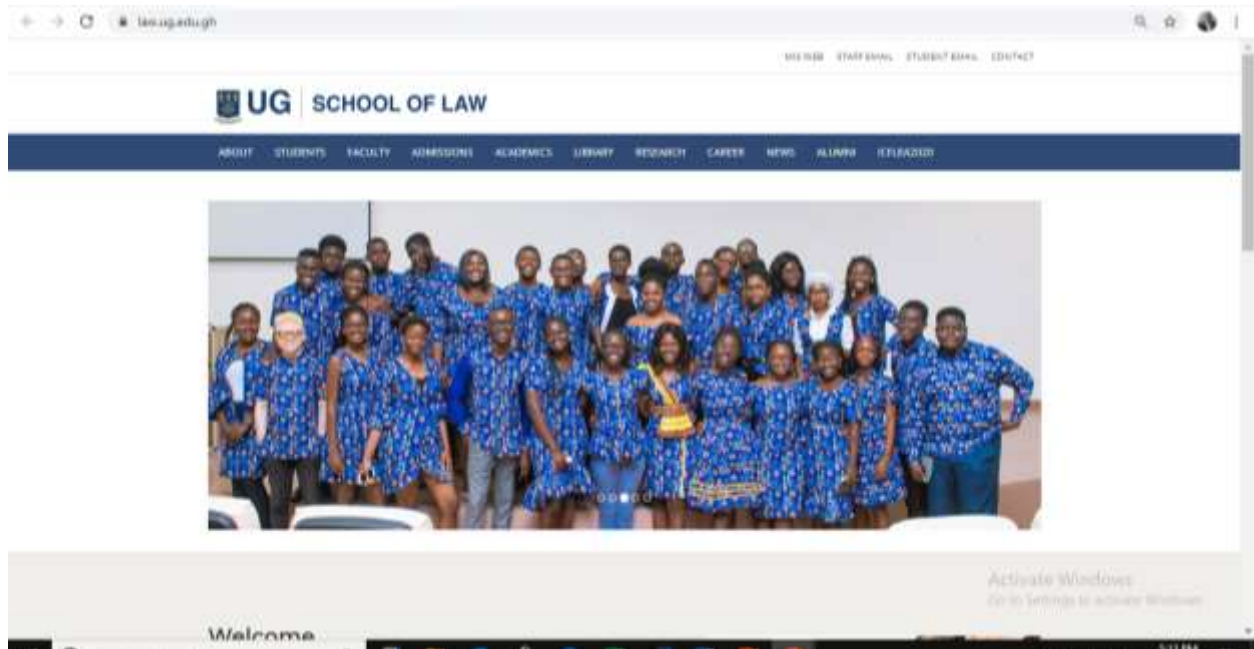 law.ug.edu.gh
MIS WEB STAFF EMAIL STUDENT EMAIL CONTACT
UG SCHOOL OF LAW
ABOUT STUDENTS FACULTY ADMISSIONS ACADEMICS LIBRARY RESEARCH CAREER NEWS ALUMNI ICELEA2020
Activate Windows
Go to Settings to activate Windows.
Welcome